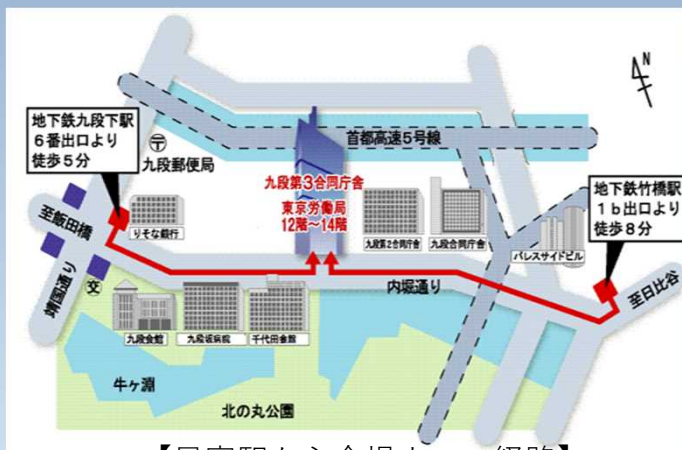 N
地下鉄九段下駅
6番出口より
徒歩5分
九段郵便局
首都高速5号線
九段第3合同庁舎
東京労働局
12階～14階
地下鉄竹橋駅
1b出口より
徒歩8分
至飯田橋
りそな銀行
九段第2合同庁舎
九段合同庁舎
パレスサイドビル
靖国通り
交
内堀通り
至日比谷
九段会館
九段坂病院
千代田会館
牛ヶ淵
北の丸公園